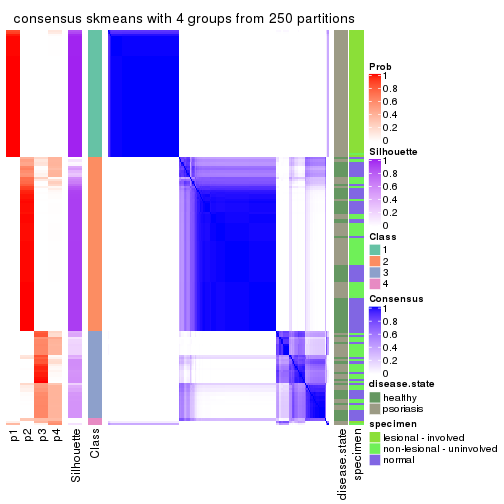 consensus skmeans with 4 groups from 250 partitions
Prob
1
0.8
0.6
0.4
0.2
0
Silhouette
1
0.8
0.6
0.4
0.2
0
Class
1
2
3
4
Consensus
1
0.8
0.6
0.4
0.2
0
disease.state
healthy
psoriasis
specimen
lesional - involved
non-lesional - uninvolved
normal
p1
p2
p3
p4
Silhouette
Class
disease.state
specimen